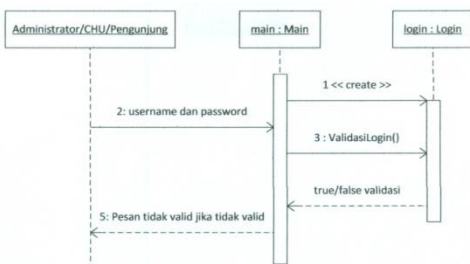 Administrator/CHU/Pengunjung
main : Main
login : Login
1 << create >>
2: username dan password
3 : ValidasiLogin()
true/false validasi
5: Pesan tidak valid jika tidak valid